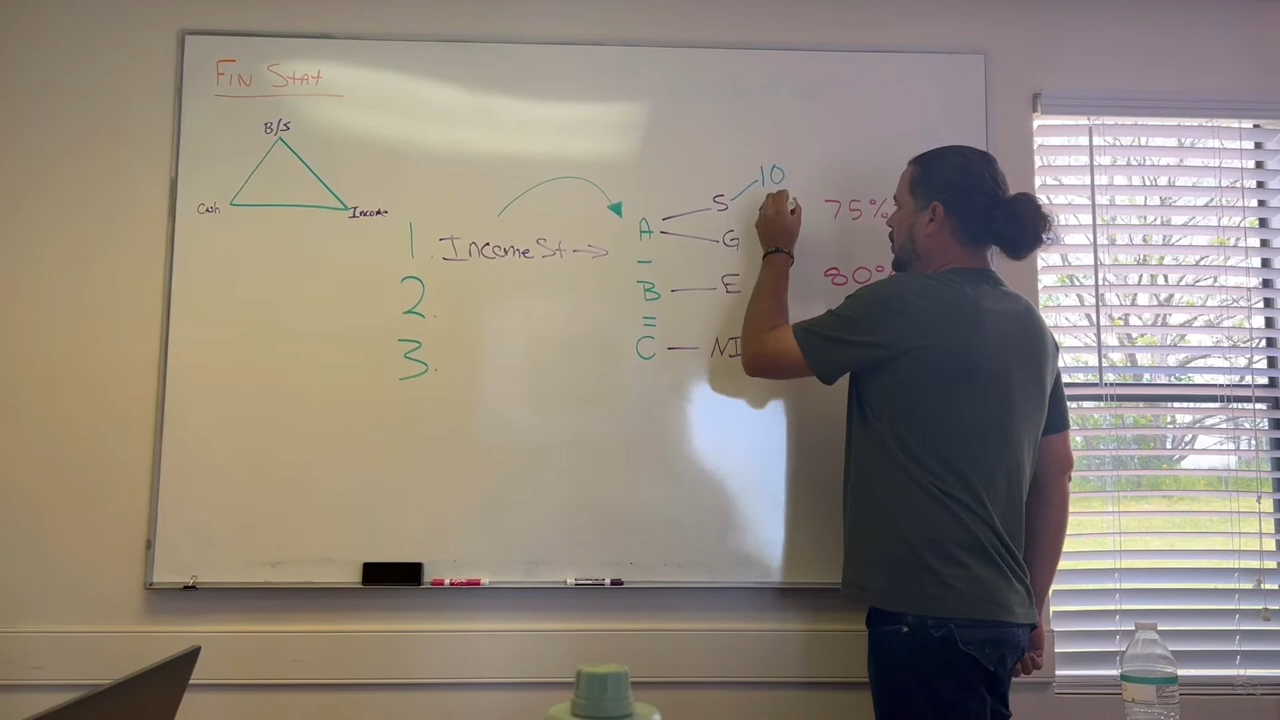 FIN STAT
B/S
Cash
Income
1. Income St →
2.
3.
A
S
10
G
–
B
E
=
C
NI
75%
80%